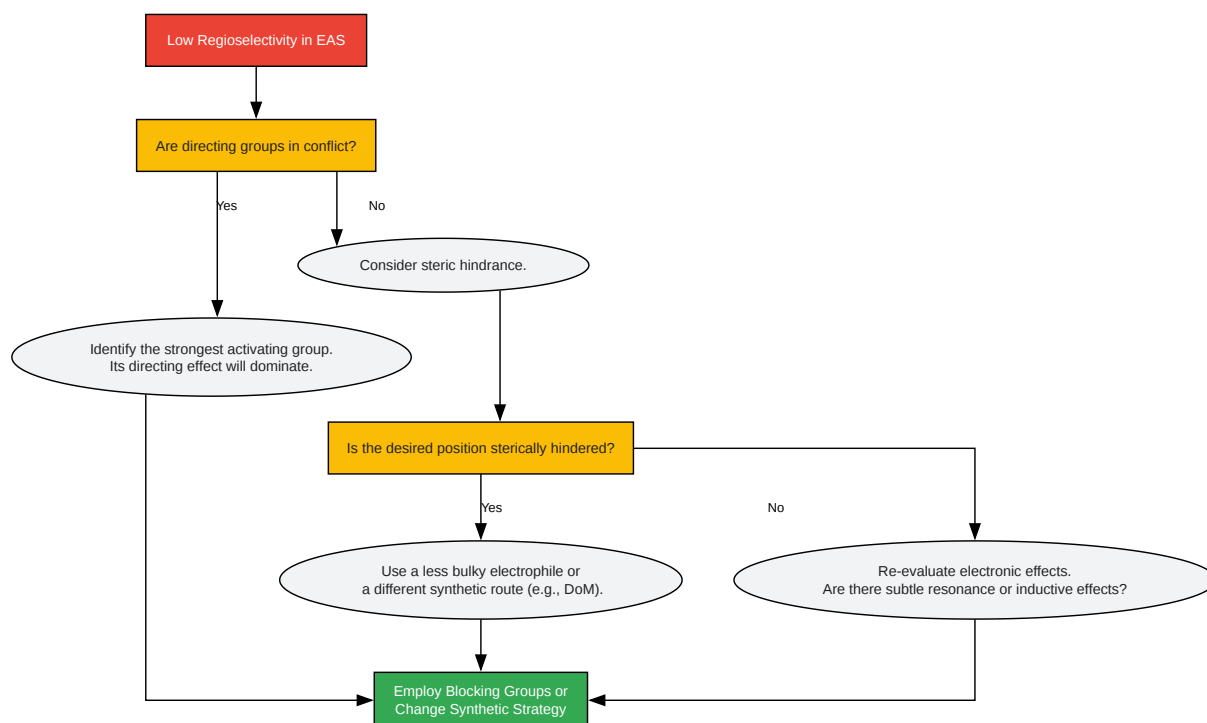 Low Regioselectivity in EAS
Are directing groups in conflict?
Yes
No
Consider steric hindrance.
Identify the strongest activating group.
Its directing effect will dominate.
Is the desired position sterically hindered?
Yes
No
Use a less bulky electrophile or
a different synthetic route (e.g., DoM).
Re-evaluate electronic effects.
Are there subtle resonance or inductive effects?
Employ Blocking Groups or
Change Synthetic Strategy